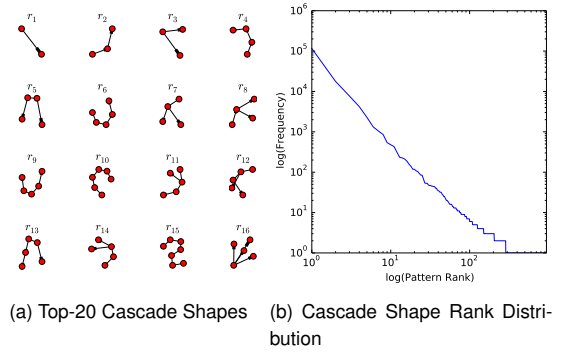 r1 r2 r3 r4
r5 r6 r7 r8
r9 r10 r11 r12
r13 r14 r15 r16
10^6
10^5
10^4
10^3
10^2
10^1
10^0
log(Frequency)
10^0 10^1 10^2
log(Pattern Rank)
(a) Top-20 Cascade Shapes
(b) Cascade Shape Rank Distri-
bution